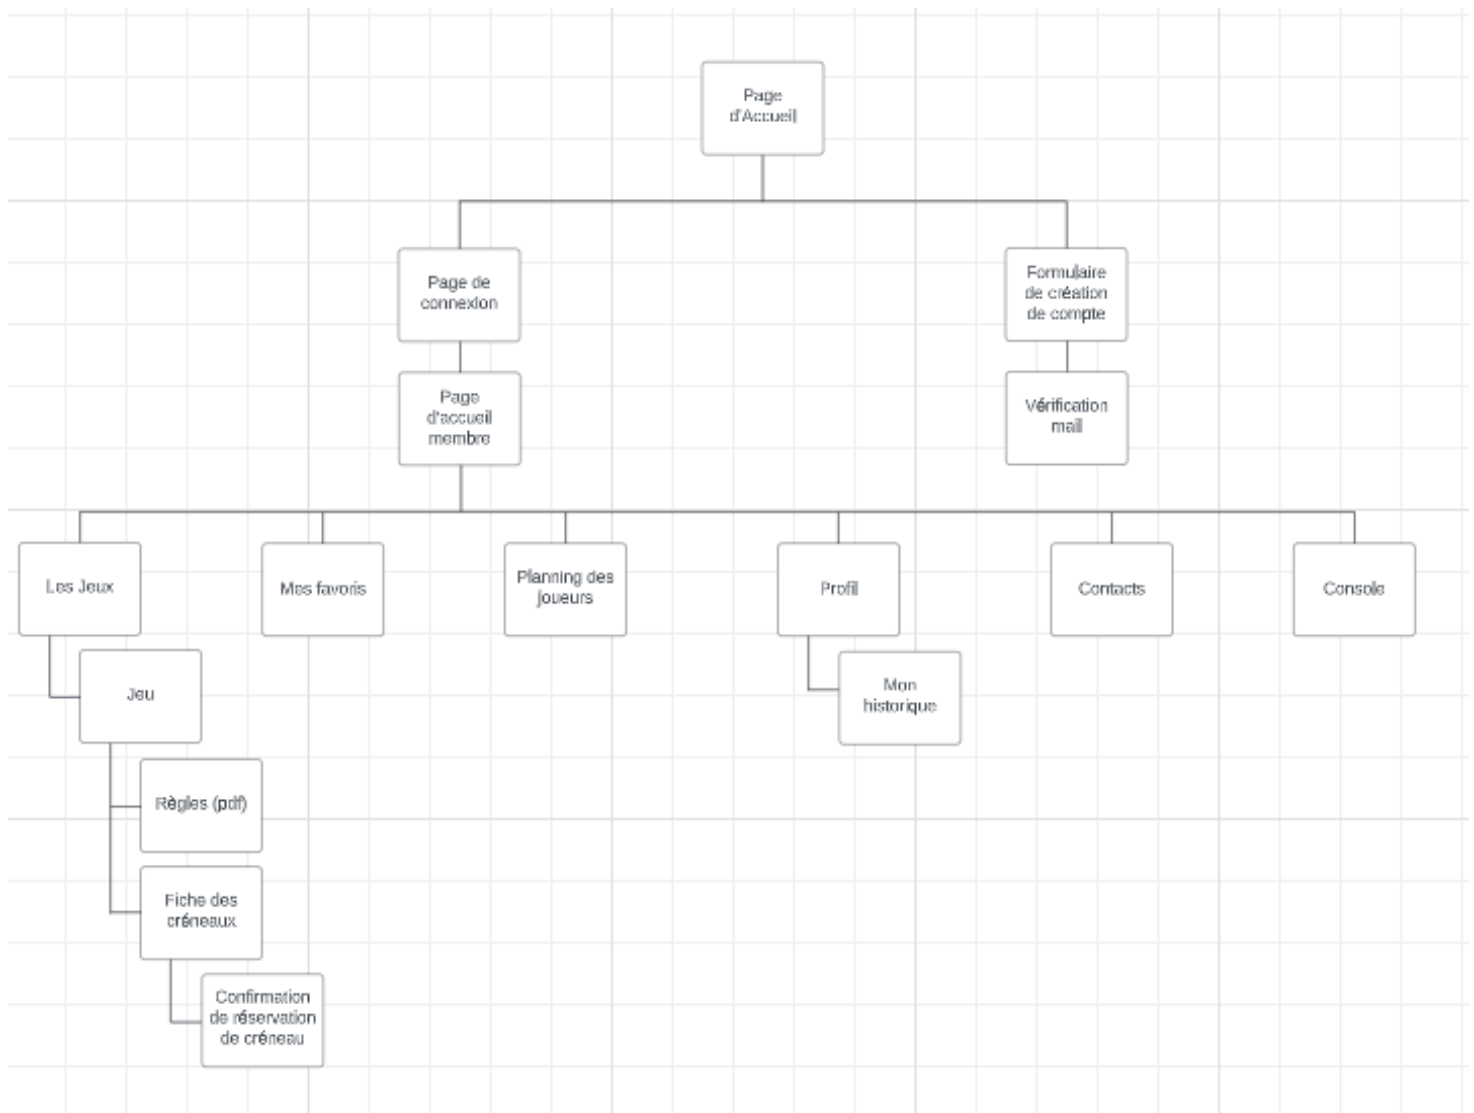 Page
d'Accueil
Page de
connexion
Formulaire
de création
de compte
Page
d'accueil
membre
Vérification
mail
Les Jeux
Mes favoris
Planning des
joueurs
Profil
Contacts
Console
Jeu
Mon
historique
Règles (pdf)
Fiche des
créneaux
Confirmation
de réservation
de créneau